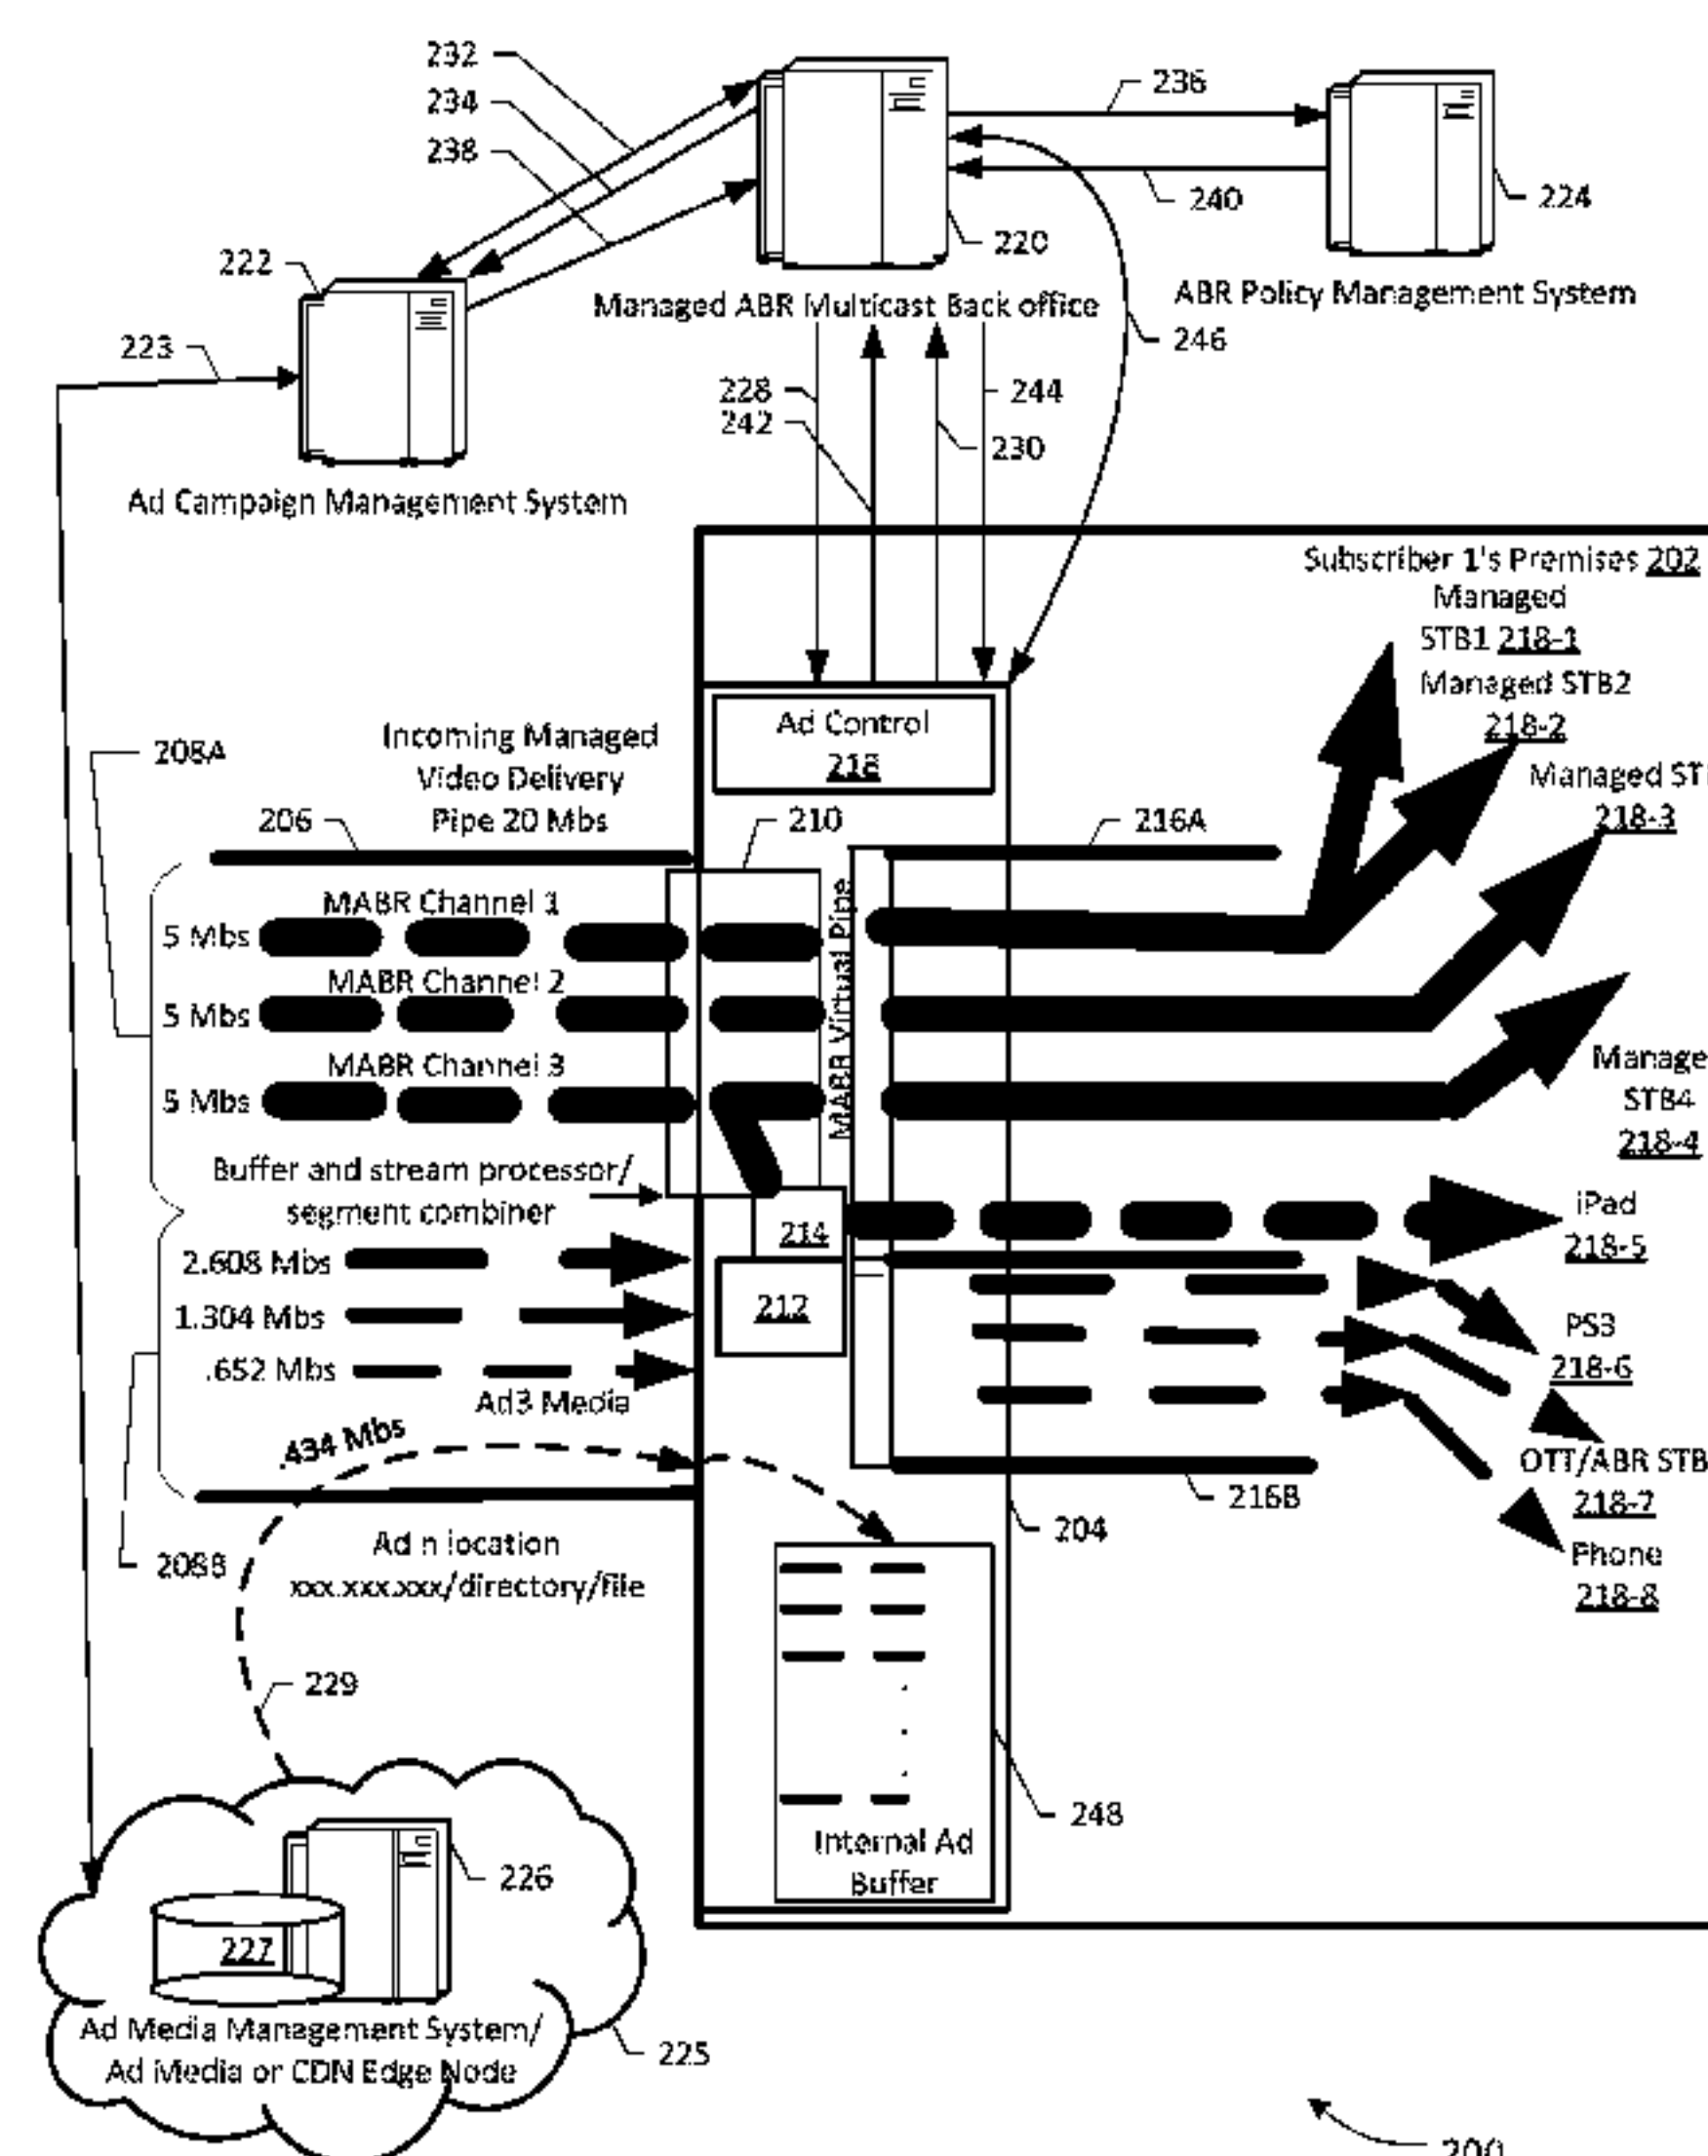 232
234
238
236
240
224
220
222
Managed ABR Multicast Back office
ABR Policy Management System
246
223
228
242
244
230
Ad Campaign Management System
Subscriber 1's Premises 202
Managed
STB1 218-1
Managed STB2
218-2
Managed ST
218-3
Ad Control
218
208A
Incoming Managed
Video Delivery
Pipe 20 Mbs
206
210
216A
MABR Channel 1
5 Mbs
MABR Channel 2
5 Mbs
MABR Channel 3
5 Mbs
MABR Virtual Pipe
Manage
STB4
218-4
Buffer and stream processor/
segment combiner
214
iPad
218-5
2.608 Mbs
212
1.304 Mbs
PS3
218-6
.652 Mbs
Ad3 Media
.434 Mbs
OTT/ABR STB
218-7
216B
204
208B
Ad n location
xxx.xxx.xxx/directory/file
Phone
218-8
229
248
Internal Ad
Buffer
226
227
Ad Media Management System/
Ad Media or CDN Edge Node
225
200